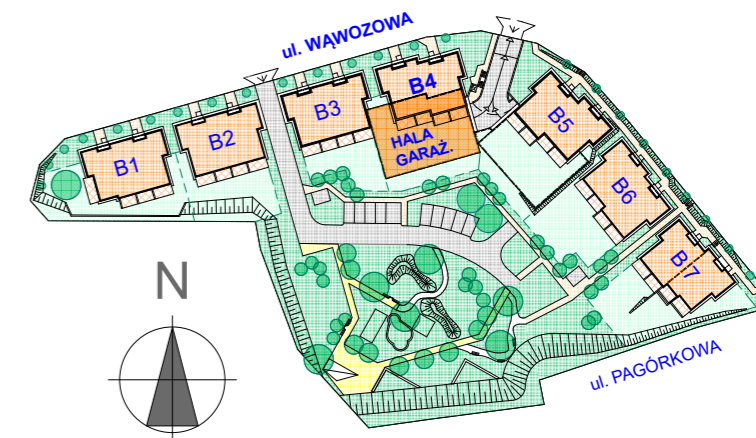 ul. WĄWOZOWA
B1
B2
B3
B4
HALA
GARAŻ.
B5
B6
B7
N
ul. PAGÓRKOWA